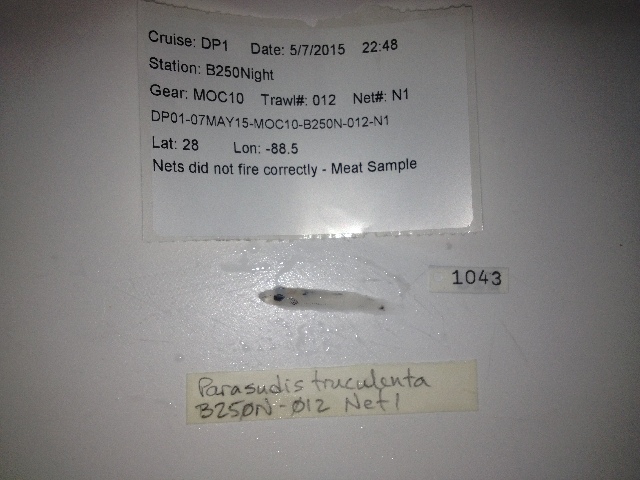 Cruise: DP1 Date: 5/7/2015 22:48
Station: B250Night
Gear: MOC10 Trawl#: 012 Net#: N1
DP01-07MAY15-MOC10-B250N-012-N1
Lat: 28 Lon: -88.5
Nets did not fire correctly - Meat Sample
1043
Parasudis truculenta
B250N-012 Net 1